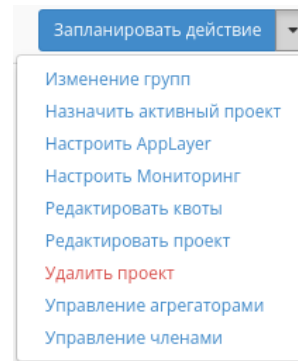 Запланировать действие
Изменение групп
Назначить активный проект
Настроить AppLayer
Настроить Мониторинг
Редактировать квоты
Редактировать проект
Удалить проект
Управление агрегаторами
Управление членами